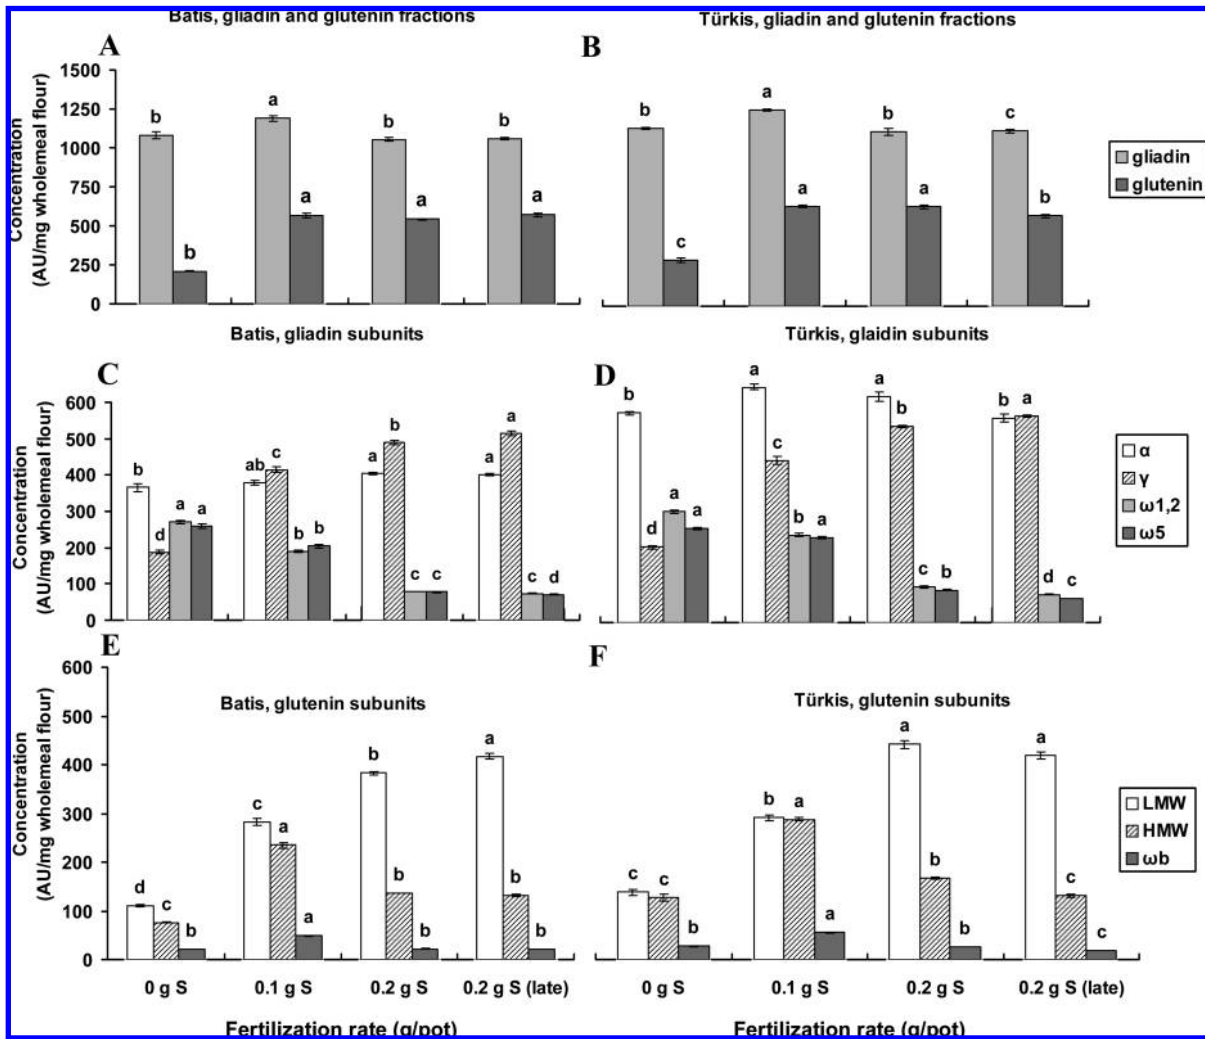 Batis, gliadin and glutenin fractions
Türkis, gliadin and glutenin fractions
A
B
Concentration
(AU/mg wholemeal flour)
1500
1250
1000
750
500
250
0
b
b
a
a
b
a
b
a
b
c
a
a
b
a
c
b
gliadin
glutenin
Batis, gliadin subunits
Türkis, glaidin subunits
C
D
Concentration
(AU/mg wholemeal flour)
600
500
400
300
200
100
0
b
d
a
a
ab
c
b
b
a
b
c
c
a
a
c
d
b
d
a
a
a
c
b
a
a
b
c
b
b
a
d
c
α
γ
ω1,2
ω5
E
F
Batis, glutenin subunits
Türkis, glutenin subunits
Concentration
(AU/mg wholemeal flour)
600
500
400
300
200
100
0
d
c
b
c
a
a
b
b
b
a
b
b
c
c
b
b
a
a
a
b
b
a
c
c
LMW
HMW
ωb
0 g S
0.1 g S
0.2 g S
0.2 g S (late)
0 g S
0.1 g S
0.2 g S
0.2 g S (late)
Fertilization rate (g/pot)
Fertilization rate (g/pot)